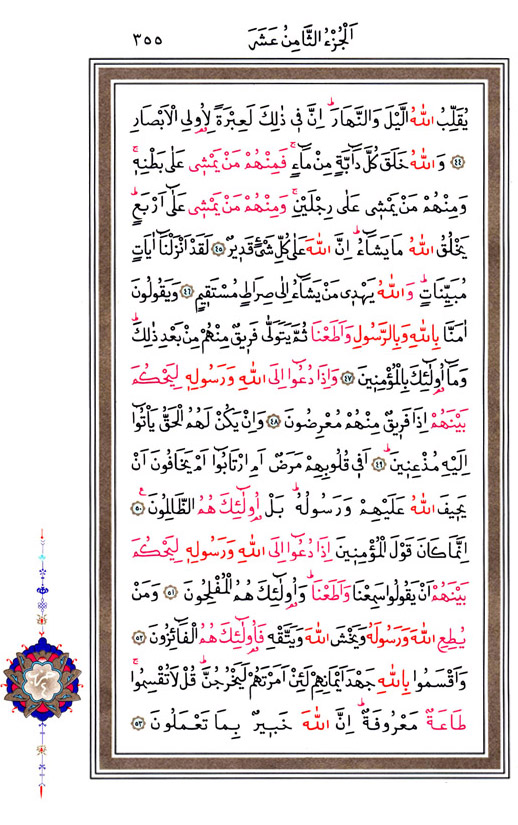 اَلْجُزْءُ الثَّامِنُ عَشَرَ ٣٥٥
يُقَلِّبُ اللّٰهُ الَّيْلَ وَالنَّهَارَۜ اِنَّ ف۪ي ذٰلِكَ لَعِبْرَةً لِاُو۬لِي الْاَبْصَارِ
﴿٤٤﴾ وَاللّٰهُ خَلَقَ كُلَّ دَٓابَّةٍ مِنْ مَٓاءٍۚ فَمِنْهُمْ مَنْ يَمْش۪ي عَلٰى بَطْنِه۪ۚ
وَمِنْهُمْ مَنْ يَمْش۪ي عَلٰى رِجْلَيْنِۚ وَمِنْهُمْ مَنْ يَمْش۪ي عَلٰٓى اَرْبَعٍۜ
يَخْلُقُ اللّٰهُ مَا يَشَٓاءُۜ اِنَّ اللّٰهَ عَلٰى كُلِّ شَيْءٍ قَد۪يرٌ ﴿٤٥﴾ لَقَدْ اَنْزَلْنَٓا اٰيَاتٍ
مُبَيِّنَاتٍۜ وَاللّٰهُ يَهْد۪ي مَنْ يَشَٓاءُ اِلٰى صِرَاطٍ مُسْتَق۪يمٍ ﴿٤٦﴾ وَيَقُولُونَ
اٰمَنَّا بِاللّٰهِ وَبِالرَّسُولِ وَاَطَعْنَا ثُمَّ يَتَوَلّٰى فَر۪يقٌ مِنْهُمْ مِنْ بَعْدِ ذٰلِكَۜ
وَمَٓا اُو۬لٰٓئِكَ بِالْمُؤْمِن۪ينَ ﴿٤٧﴾ وَاِذَا دُعُٓوا اِلَى اللّٰهِ وَرَسُولِه۪ لِيَحْكُمَ
بَيْنَهُمْ اِذَا فَر۪يقٌ مِنْهُمْ مُعْرِضُونَ ﴿٤٨﴾ وَاِنْ يَكُنْ لَهُمُ الْحَقُّ يَأْتُٓوا
اِلَيْهِ مُذْعِن۪ينَۜ ﴿٤٩﴾ اَف۪ي قُلُوبِهِمْ مَرَضٌ اَمِ ارْتَابُٓوا اَمْ يَخَافُونَ اَنْ
يَح۪يفَ اللّٰهُ عَلَيْهِمْ وَرَسُولُهُۜ بَلْ اُو۬لٰٓئِكَ هُمُ الظَّالِمُونَ۟ ﴿٥٠﴾
اِنَّمَا كَانَ قَوْلَ الْمُؤْمِن۪ينَ اِذَا دُعُٓوا اِلَى اللّٰهِ وَرَسُولِه۪ لِيَحْكُمَ
بَيْنَهُمْ اَنْ يَقُولُوا سَمِعْنَا وَاَطَعْنَاۜ وَاُو۬لٰٓئِكَ هُمُ الْمُفْلِحُونَ ﴿٥١﴾ وَمَنْ
يُطِعِ اللّٰهَ وَرَسُولَهُ وَيَخْشَ اللّٰهَ وَيَتَّقْهِ فَاُو۬لٰٓئِكَ هُمُ الْفَٓائِزُونَ ﴿٥٢﴾
وَاَقْسَمُوا بِاللّٰهِ جَهْدَ اَيْمَانِهِمْ لَئِنْ اَمَرْتَهُمْ لَيَخْرُجُنَّۜ قُلْ لَا تُقْسِمُواۚ
طَاعَةٌ مَعْرُوفَةٌۜ اِنَّ اللّٰهَ خَب۪يرٌ بِمَا تَعْمَلُونَ ﴿٥٣﴾